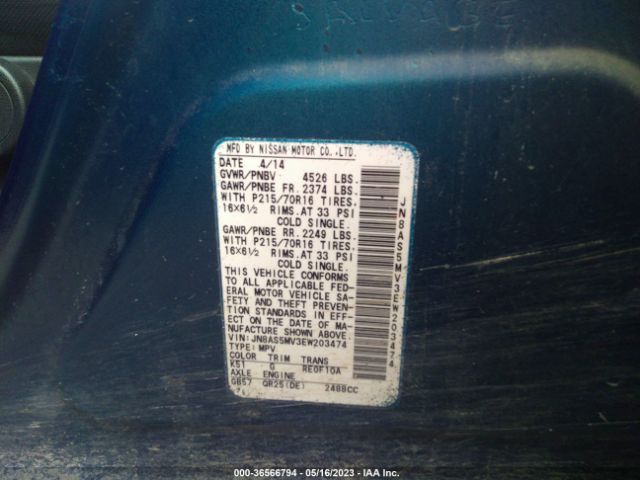 SALVAGE
MFD BY NISSAN MOTOR CO.,LTD.
DATE 4/14
GVWR/PNBV 4526 LBS.
GAWR/PNBE FR. 2374 LBS.
WITH P215/70R16 TIRES,
16X6½ RIMS.AT 33 PSI
COLD SINGLE.
GAWR/PNBE RR. 2249 LBS.
WITH P215/70R16 TIRES,
16X6½ RIMS.AT 33 PSI
COLD SINGLE.
THIS VEHICLE CONFORMS
TO ALL APPLICABLE FED-
ERAL MOTOR VEHICLE SA-
FETY AND THEFT PREVEN-
TION STANDARDS IN EFF-
ECT ON THE DATE OF MA-
NUFACTURE SHOWN ABOVE.
VIN: JN8AS5MV3EW203474
TYPE: MPV
COLOR TRIM TRANS
K51 G RE0F10A
AXLE ENGINE
GB57 QR25(DE) 2488CC
JN8AS5MV3EW203474
000-36566794 - 05/16/2023 - IAA Inc.